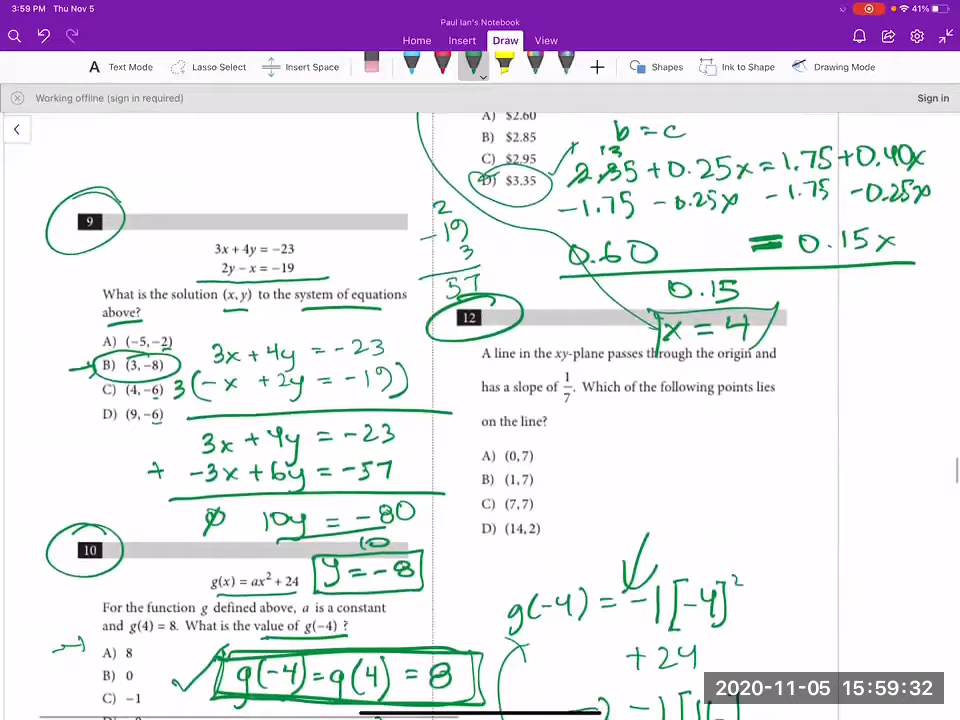 3:59 PM Thu Nov 5
41%
Paul Ian's Notebook
Home Insert Draw View
Text Mode Lasso Select Insert Space Shapes Ink to Shape Drawing Mode
Working offline (sign in required) Sign in
9
3x + 4y = −23
2y − x = −19
What is the solution (x, y) to the system of equations
above?
A) (−5, −2)
B) (3, −8)
C) (4, −6)
D) (9, −6)
3x + 4y = -23
3(-x + 2y = -19)
3x + 4y = -23
+ -3x + 6y = -57
0 10y = -80
10
y = -8
2
-19
3
57
10
g(x) = ax² + 24
For the function g defined above, a is a constant
and g(4) = 8. What is the value of g(−4) ?
A) 8
B) 0
C) −1
g(-4) = g(4) = 8
A) $2.60
B) $2.85
C) $2.95
D) $3.35
b = c
2.35 + 0.25x = 1.75 + 0.40x
-1.75 - 0.25x - 1.75 - 0.25x
0.60 = 0.15x
0.15
x = 4
12
A line in the xy-plane passes through the origin and
has a slope of 1/7. Which of the following points lies
on the line?
A) (0, 7)
B) (1, 7)
C) (7, 7)
D) (14, 2)
g(-4) = -1[-4]²
+ 24
2020-11-05 15:59:32